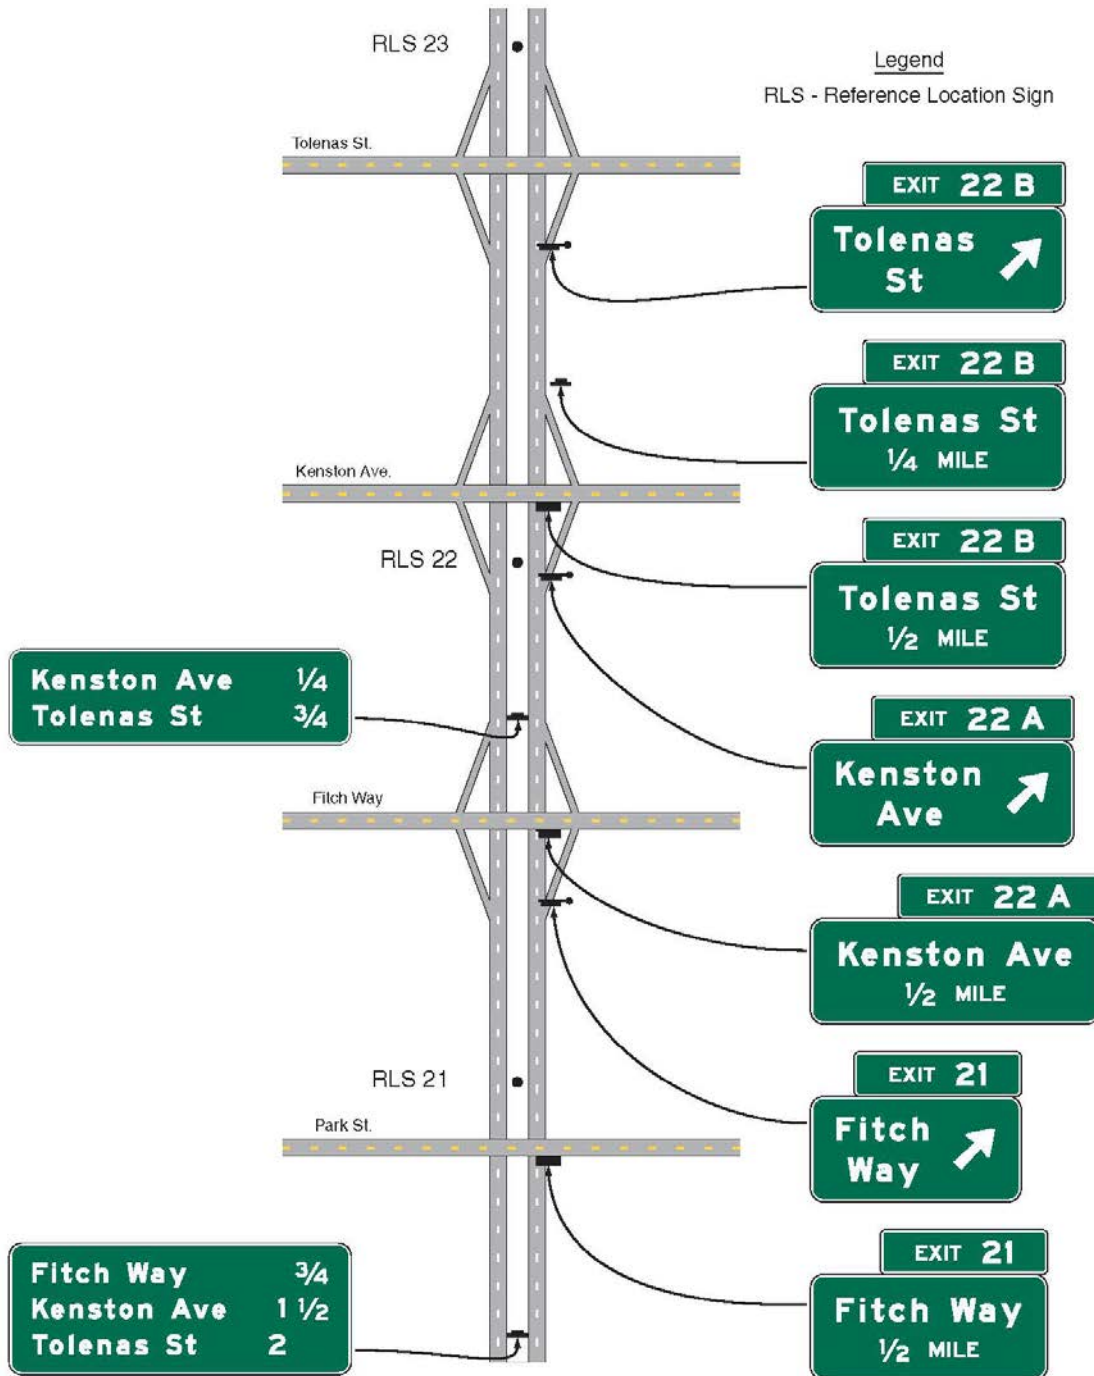 RLS 23
Legend
RLS - Reference Location Sign
Tolenas St.
EXIT 22 B
Tolenas
St
EXIT 22 B
Tolenas St
1/4 MILE
Kenston Ave.
EXIT 22 B
Tolenas St
1/2 MILE
RLS 22
Kenston Ave 1/4
Tolenas St 3/4
EXIT 22 A
Kenston
Ave
Fitch Way
EXIT 22 A
Kenston Ave
1/2 MILE
RLS 21
EXIT 21
Fitch
Way
Park St.
EXIT 21
Fitch Way
1/2 MILE
Fitch Way 3/4
Kenston Ave 1 1/2
Tolenas St 2